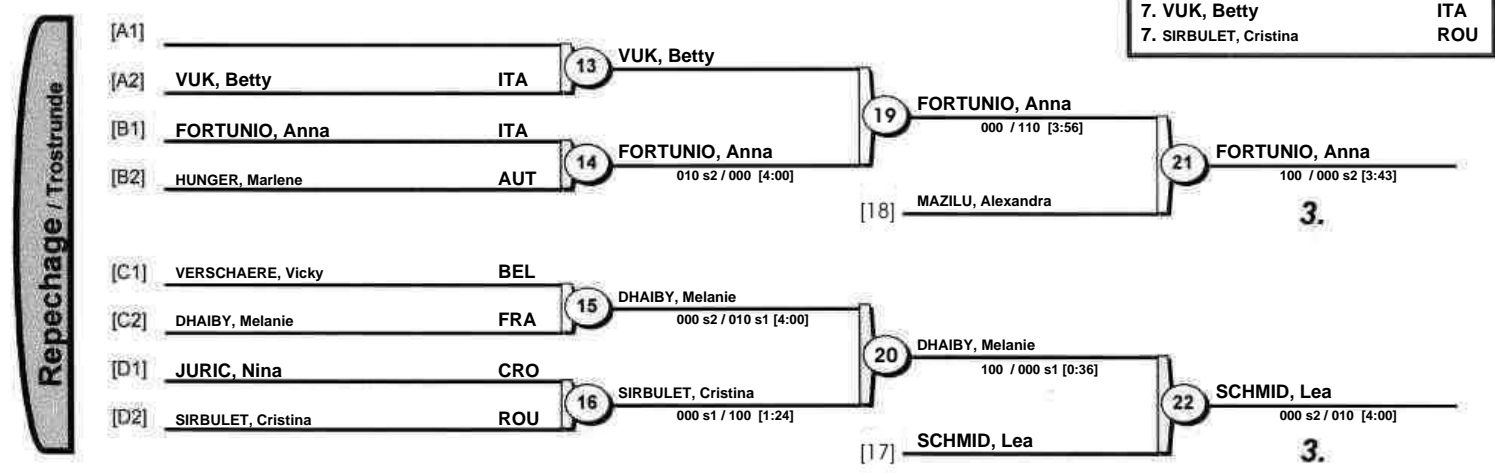 7. VUK, Betty ITA
7. SIRBULET, Cristina ROU
Repechage / Trostrunde
[A1]
13 VUK, Betty
[A2] VUK, Betty ITA
19 FORTUNIO, Anna
000 / 110 [3:56]
[B1] FORTUNIO, Anna ITA
14 FORTUNIO, Anna
010 s2 / 000 [4:00]
21 FORTUNIO, Anna
100 / 000 s2 [3:43]
[B2] HUNGER, Marlene AUT
[18] MAZILU, Alexandra
3.
[C1] VERSCHAERE, Vicky BEL
15 DHAIBY, Melanie
000 s2 / 010 s1 [4:00]
[C2] DHAIBY, Melanie FRA
20 DHAIBY, Melanie
100 / 000 s1 [0:36]
[D1] JURIC, Nina CRO
16 SIRBULET, Cristina
000 s1 / 100 [1:24]
22 SCHMID, Lea
000 s2 / 010 [4:00]
[D2] SIRBULET, Cristina ROU
[17] SCHMID, Lea
3.